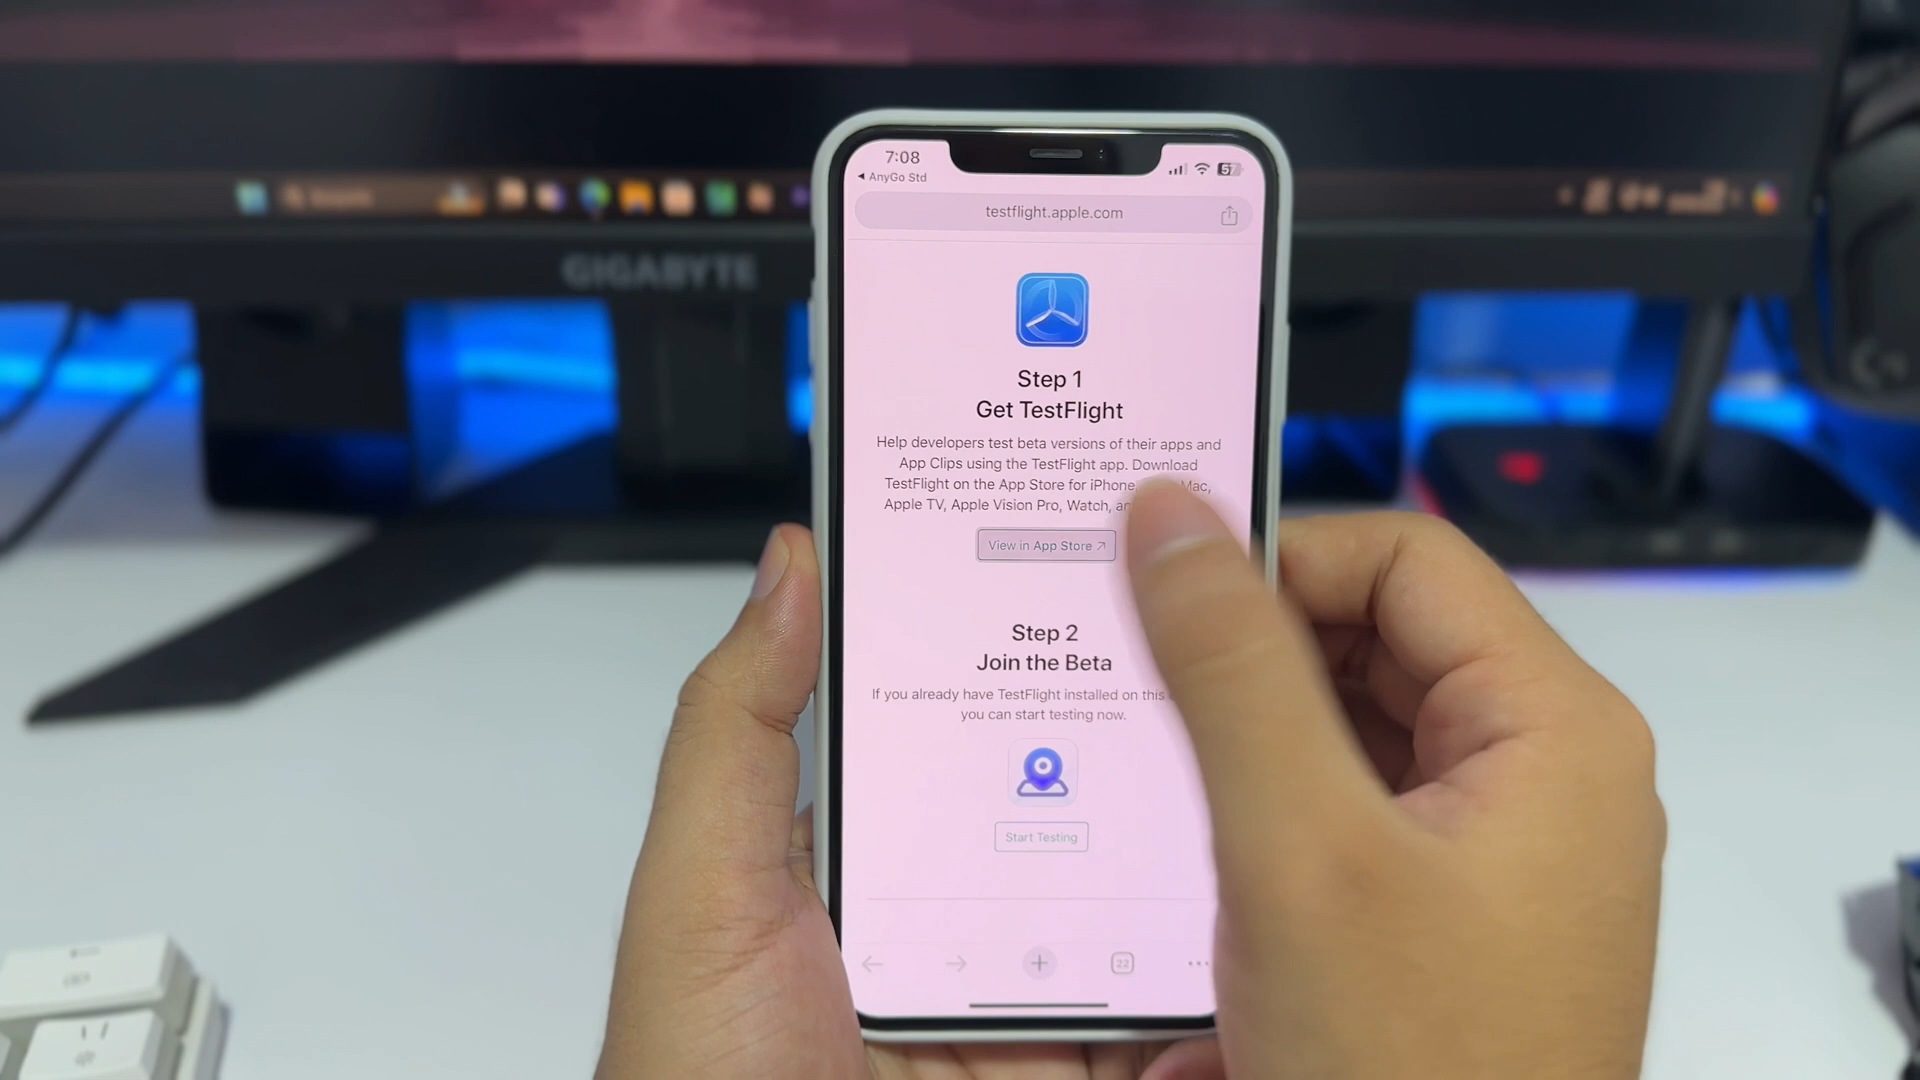 GIGABYTE
7:08
57
◄ AnyGo Std
testflight.apple.com
Step 1
Get TestFlight
Help developers test beta versions of their apps and
App Clips using the TestFlight app. Download
TestFlight on the App Store for iPhone, Mac,
Apple TV, Apple Vision Pro, Watch,
View in App Store ↗
Step 2
Join the Beta
If you already have TestFlight installed on this
you can start testing now.
Start Testing
22